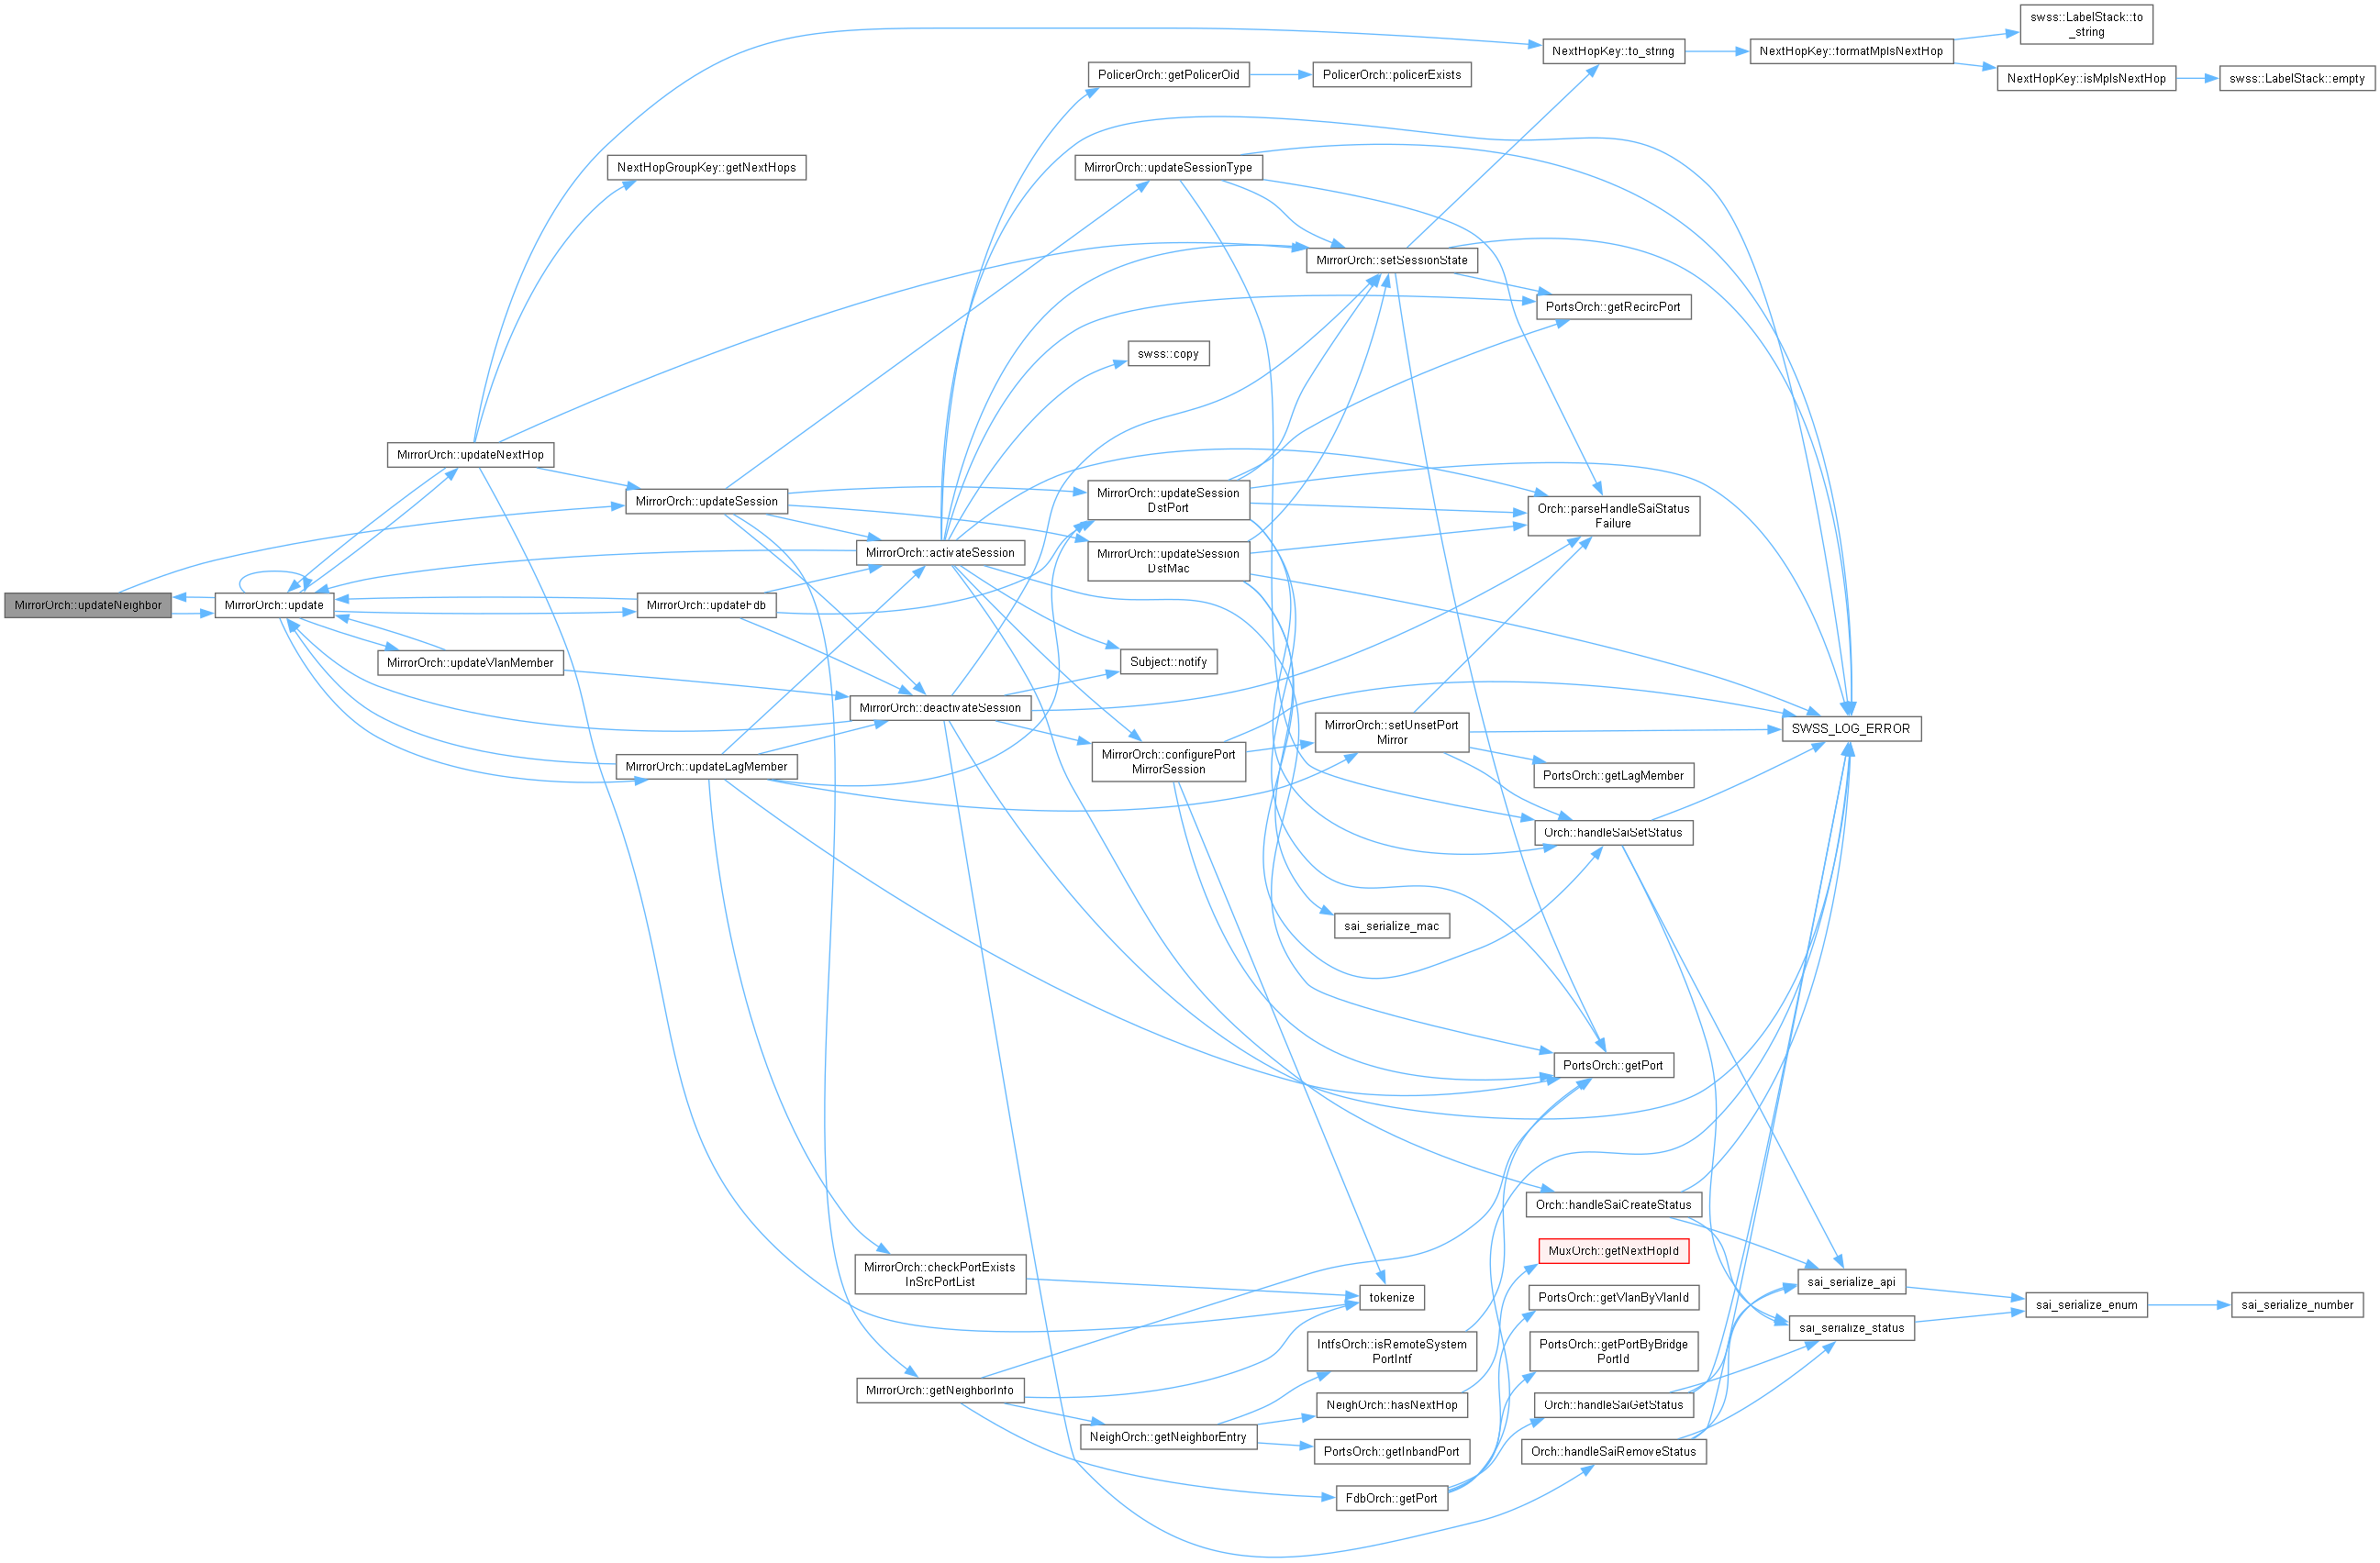 swss::LabelStack::to
_string
NextHopKey::to_string
NextHopKey::formatMplsNextHop
PolicerOrch::getPolicerOid
PolicerOrch::policerExists
NextHopKey::isMplsNextHop
swss::LabelStack::empty
NextHopGroupKey::getNextHops
MirrorOrch::updateSessionType
MirrorOrch::setSessionState
PortsOrch::getRecircPort
swss::copy
MirrorOrch::updateNextHop
MirrorOrch::updateSession
MirrorOrch::updateSession
DstPort
Orch::parseHandleSaiStatus
Failure
MirrorOrch::activateSession
MirrorOrch::updateSession
DstMac
MirrorOrch::updateNeighbor
MirrorOrch::update
MirrorOrch::updateFdb
MirrorOrch::updateVlanMember
Subject::notify
MirrorOrch::deactivateSession
MirrorOrch::setUnsetPort
Mirror
SWSS_LOG_ERROR
MirrorOrch::updateLagMember
MirrorOrch::configurePort
MirrorSession
PortsOrch::getLagMember
Orch::handleSaiSetStatus
sai_serialize_mac
PortsOrch::getPort
Orch::handleSaiCreateStatus
MuxOrch::getNextHopId
MirrorOrch::checkPortExists
InSrcPortList
sai_serialize_api
tokenize
PortsOrch::getVlanByVlanId
sai_serialize_enum
sai_serialize_number
sai_serialize_status
IntfsOrch::isRemoteSystem
PortIntf
PortsOrch::getPortByBridge
PortId
MirrorOrch::getNeighborInfo
NeighOrch::hasNextHop
Orch::handleSaiGetStatus
NeighOrch::getNeighborEntry
PortsOrch::getInbandPort
Orch::handleSaiRemoveStatus
FdbOrch::getPort